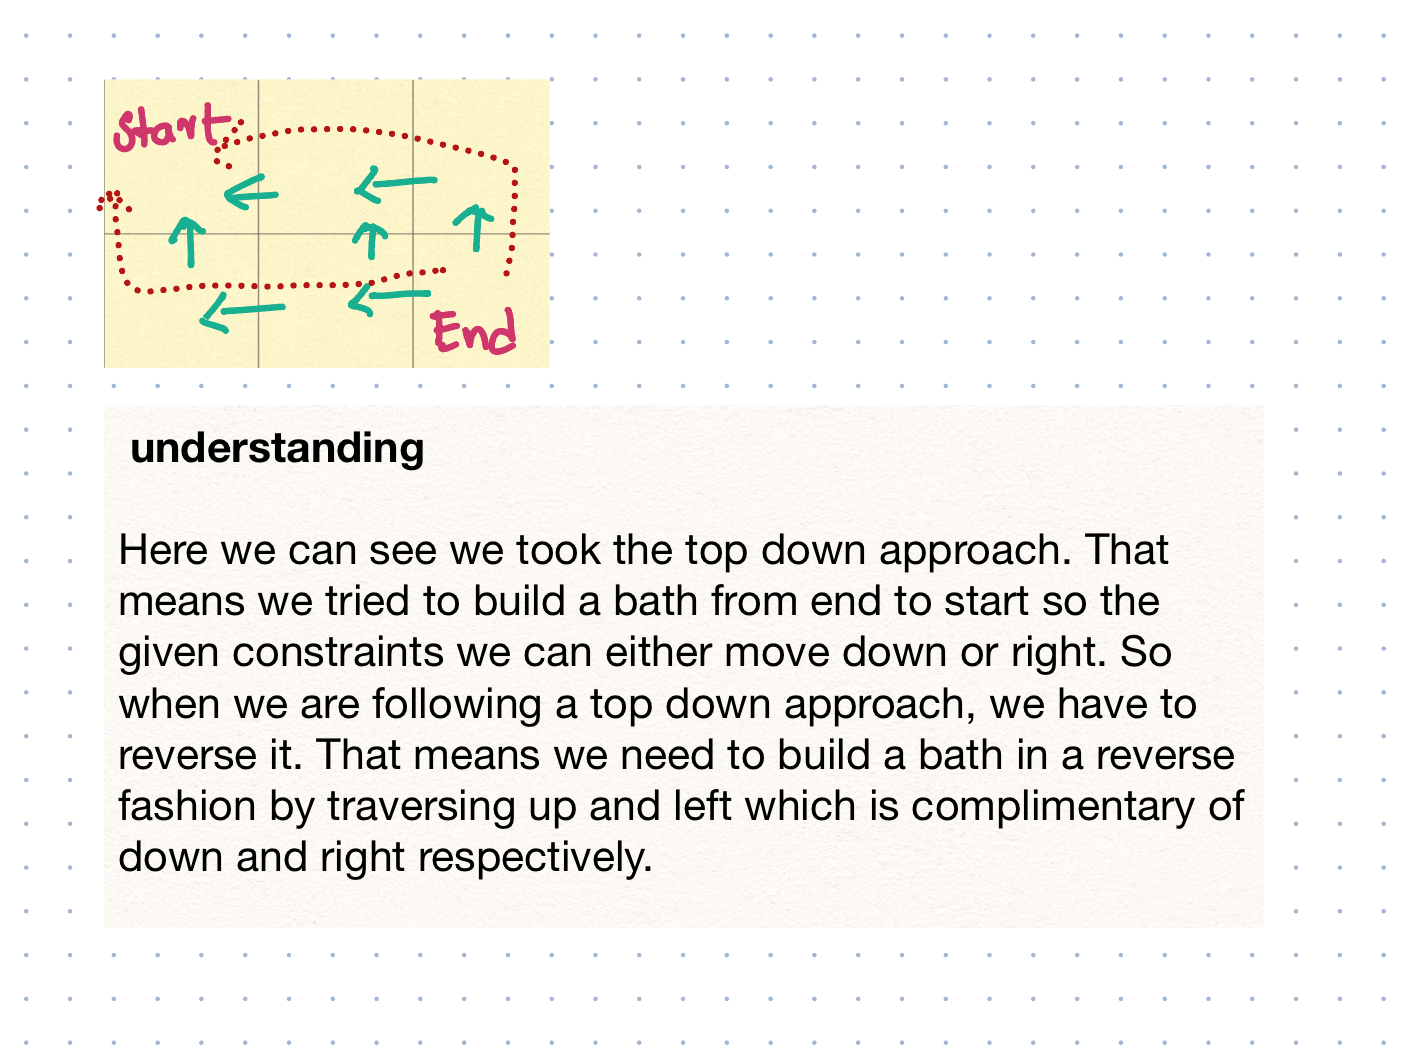 Start
End
understanding
Here we can see we took the top down approach. That
means we tried to build a bath from end to start so the
given constraints we can either move down or right. So
when we are following a top down approach, we have to
reverse it. That means we need to build a bath in a reverse
fashion by traversing up and left which is complimentary of
down and right respectively.